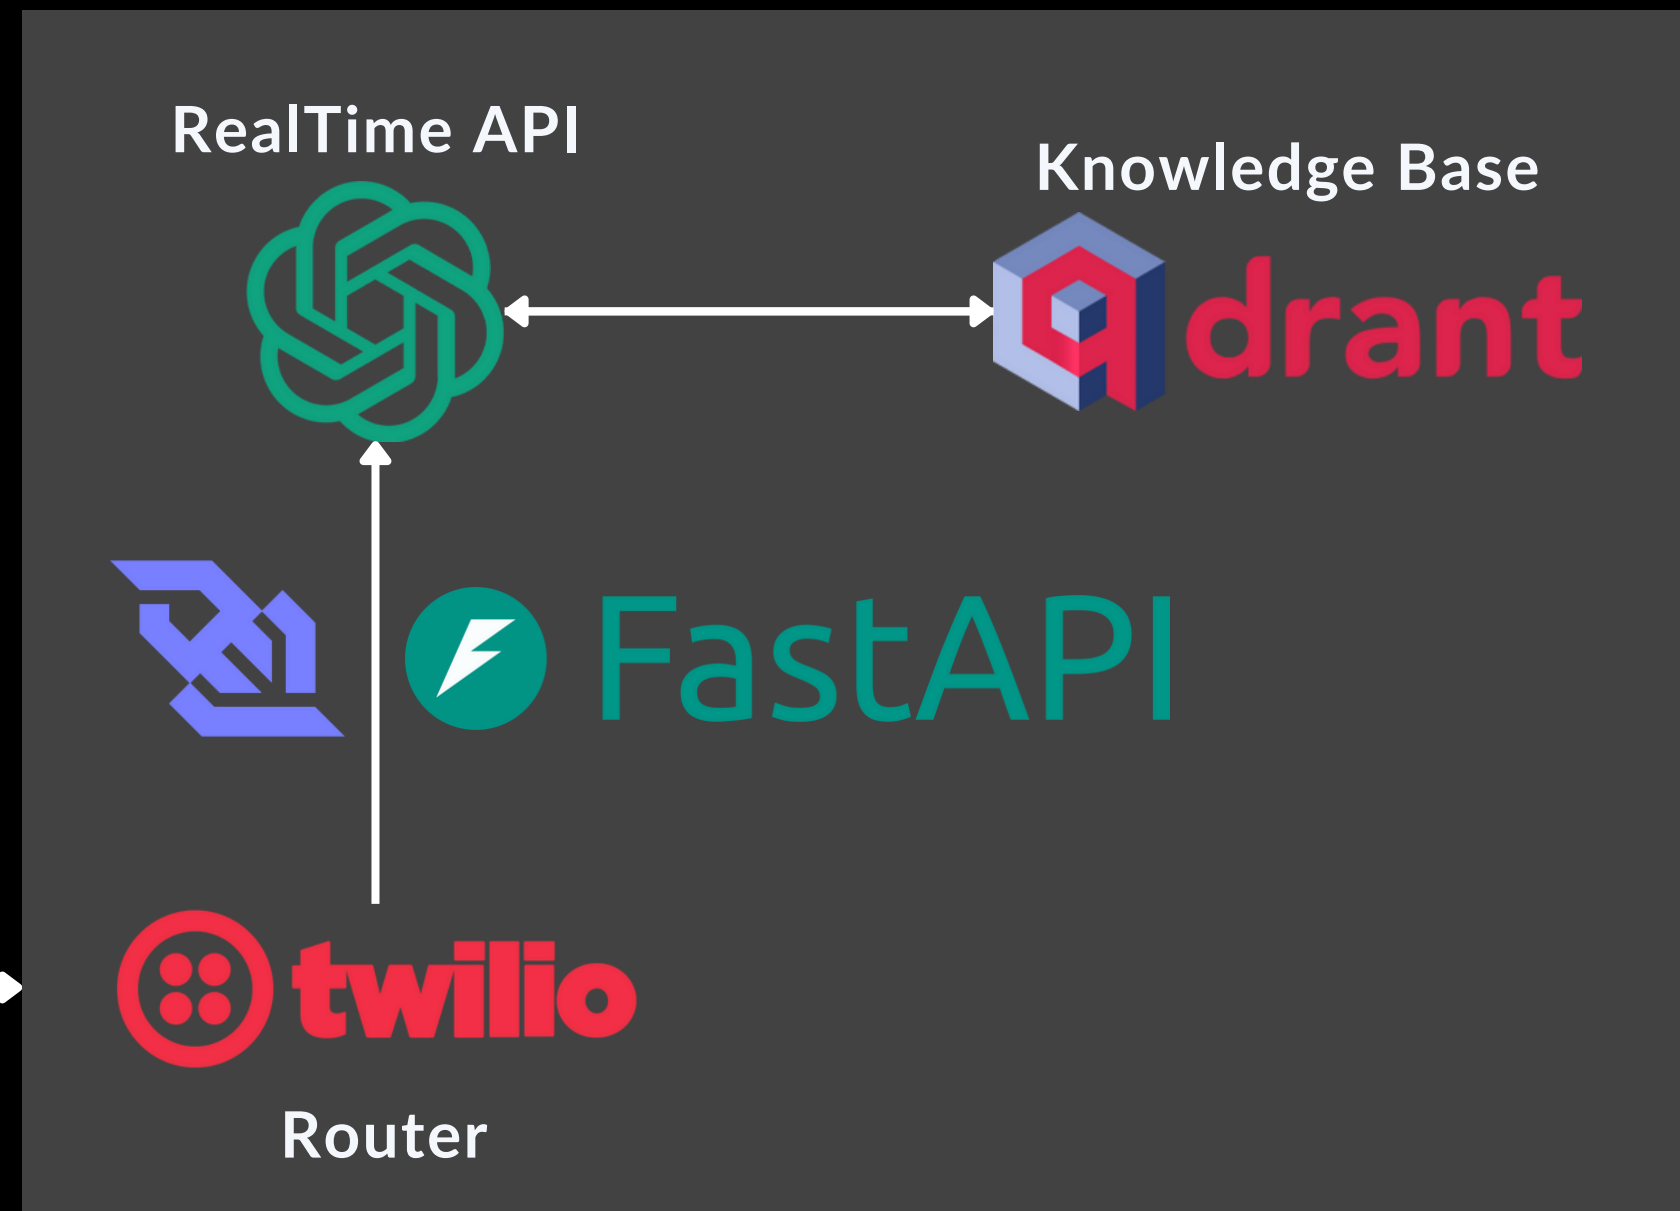 RealTime API
Knowledge Base
qdrant
FastAPI
twilio
Router